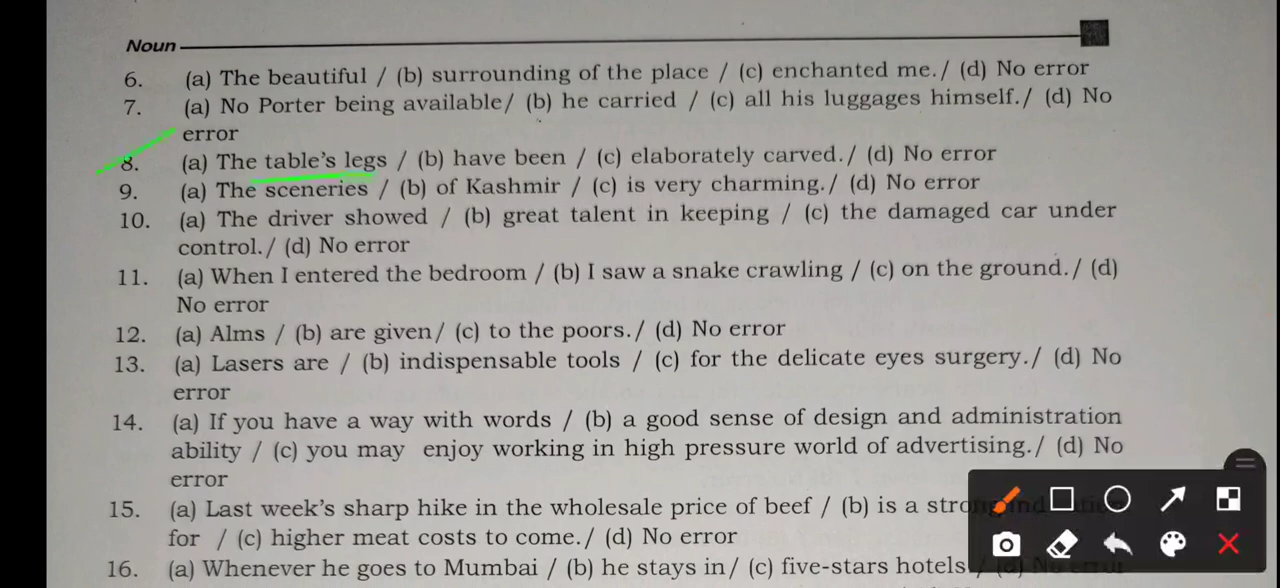 Noun
6. (a) The beautiful / (b) surrounding of the place / (c) enchanted me./ (d) No error
7. (a) No Porter being available/ (b) he carried / (c) all his luggages himself./ (d) No
error
8. (a) The table's legs / (b) have been / (c) elaborately carved./ (d) No error
9. (a) The sceneries / (b) of Kashmir / (c) is very charming./ (d) No error
10. (a) The driver showed / (b) great talent in keeping / (c) the damaged car under
control./ (d) No error
11. (a) When I entered the bedroom / (b) I saw a snake crawling / (c) on the ground./ (d)
No error
12. (a) Alms / (b) are given/ (c) to the poors./ (d) No error
13. (a) Lasers are / (b) indispensable tools / (c) for the delicate eyes surgery./ (d) No
error
14. (a) If you have a way with words / (b) a good sense of design and administration
ability / (c) you may enjoy working in high pressure world of advertising./ (d) No
error
15. (a) Last week's sharp hike in the wholesale price of beef / (b) is a
for / (c) higher meat costs to come./ (d) No error
16. (a) Whenever he goes to Mumbai / (b) he stays in/ (c) five-stars hotels / (d) No error